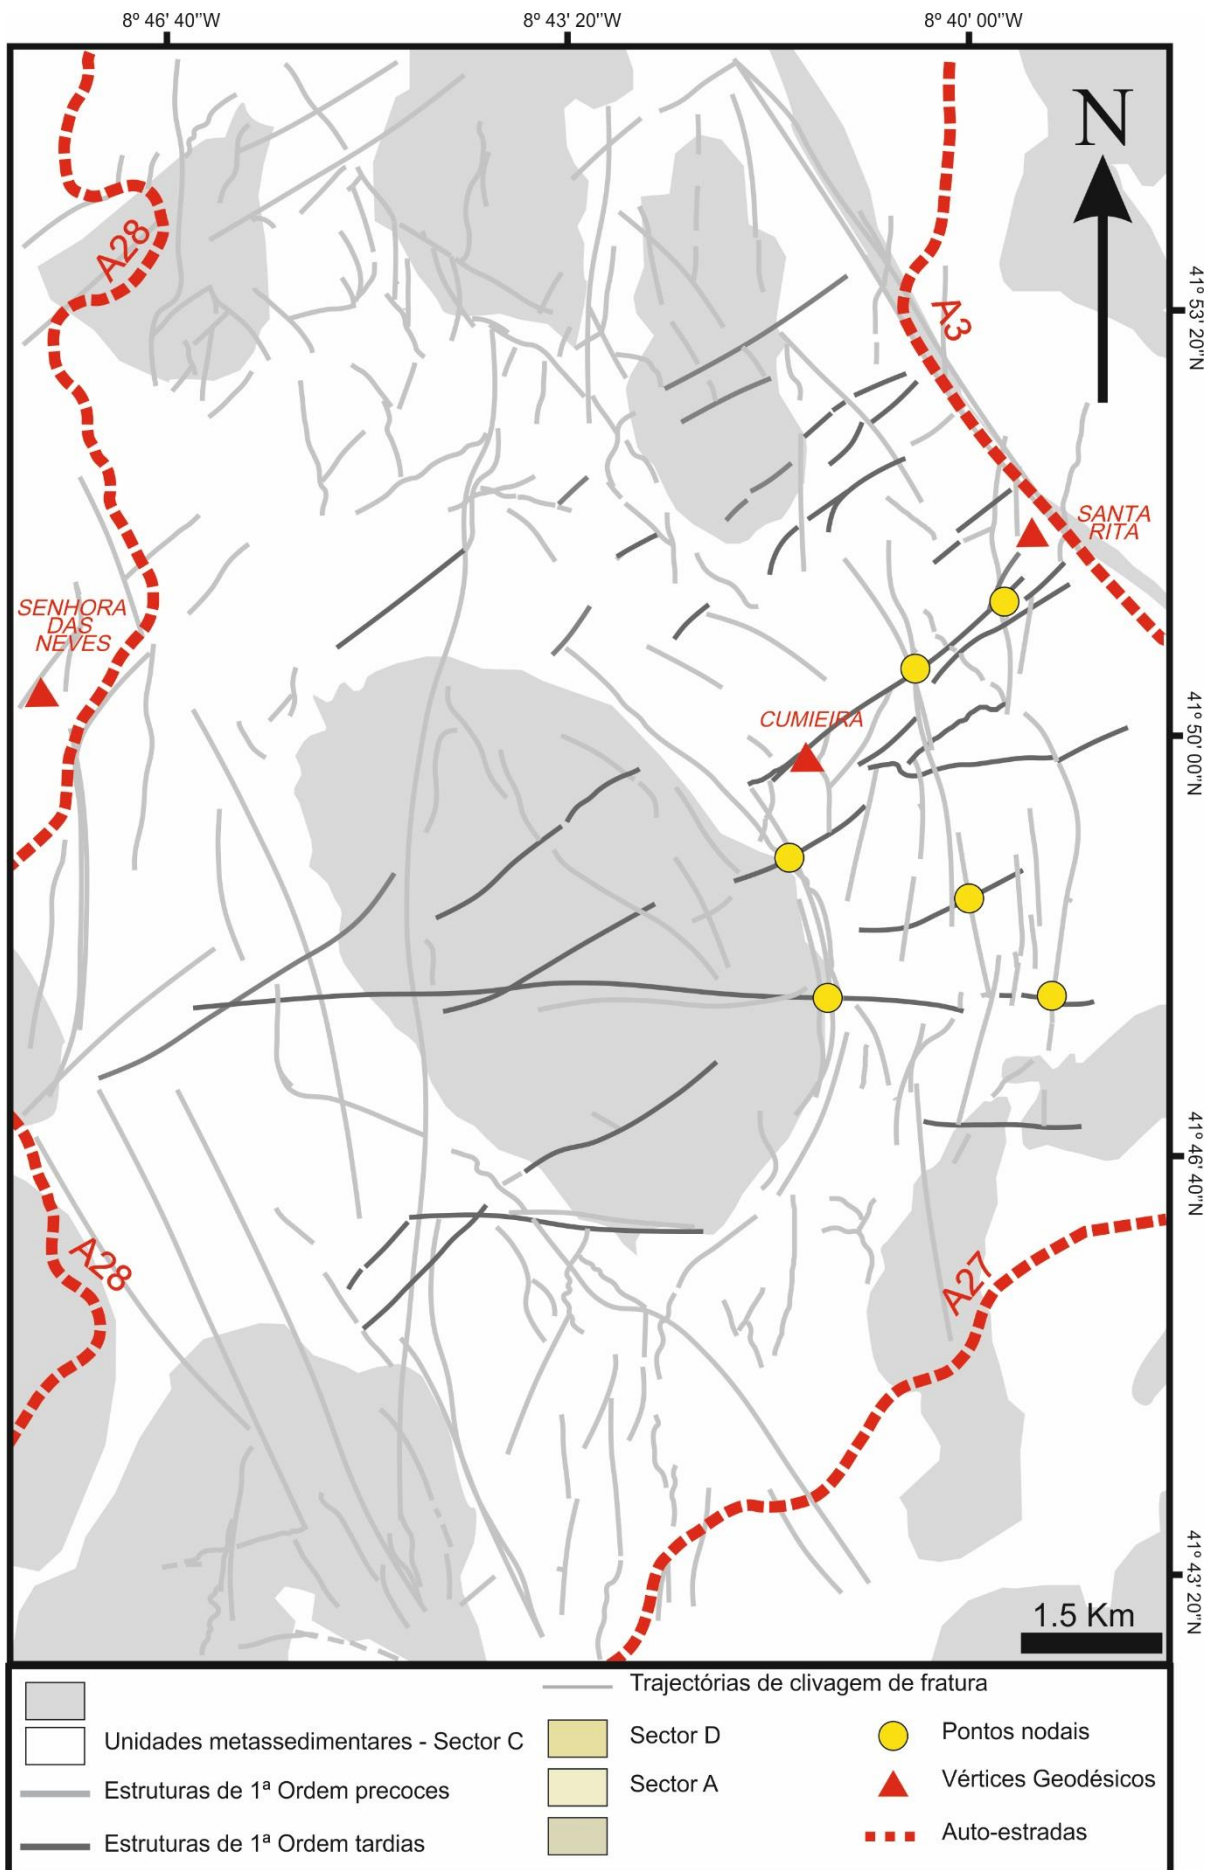 8º 46' 40''W
8º 43' 20''W
8º 40' 00''W
N
A28
A3
41º 53' 20''N
SANTA
RITA
SENHORA
DAS
NEVES
CUMIEIRA
41º 50' 00''N
41º 46' 40''N
A28
A27
41º 43' 20''N
1.5 Km
Trajectórias de clivagem de fratura
Unidades metassedimentares - Sector C
Sector D
Pontos nodais
Estruturas de 1ª Ordem precoces
Sector A
Vértices Geodésicos
Estruturas de 1ª Ordem tardias
Auto-estradas